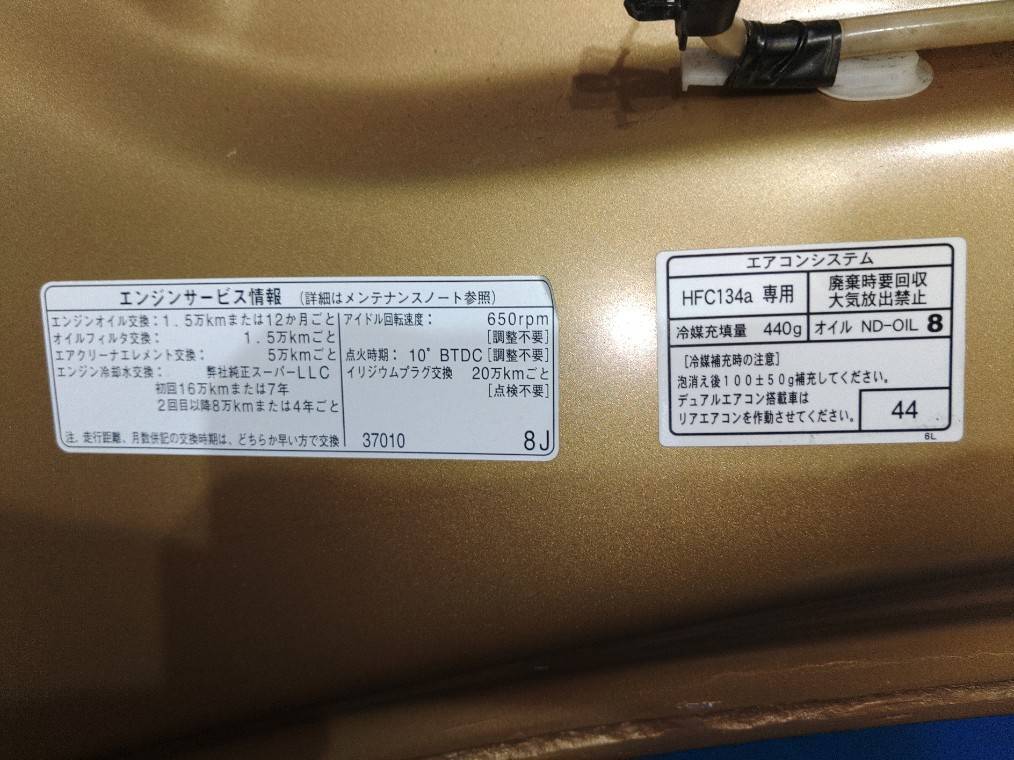 エンジンサービス情報 (詳細はメンテナンスノート参照)
エンジンオイル交換：1.5万kmまたは12か月ごと
オイルフィルタ交換： 1.5万kmごと
エアクリーナエレメント交換： 5万kmごと
エンジン冷却水交換： 弊社純正スーパーLLC
初回16万kmまたは7年
2回目以降8万kmまたは4年ごと
注．走行距離、月数併記の交換時期は、どちらか早い方で交換
アイドル回転速度： 650rpm
[調整不要]
点火時期： 10° BTDC [調整不要]
イリジウムプラグ交換 20万kmごと
[点検不要]
37010 8J
エアコンシステム
HFC134a 専用
廃棄時要回収
大気放出禁止
冷媒充填量 440g
オイル ND-OIL 8
[冷媒補充時の注意]
泡消え後100±50g補充してください。
デュアルエアコン搭載車は
リアエアコンを作動させてください。
44
6L